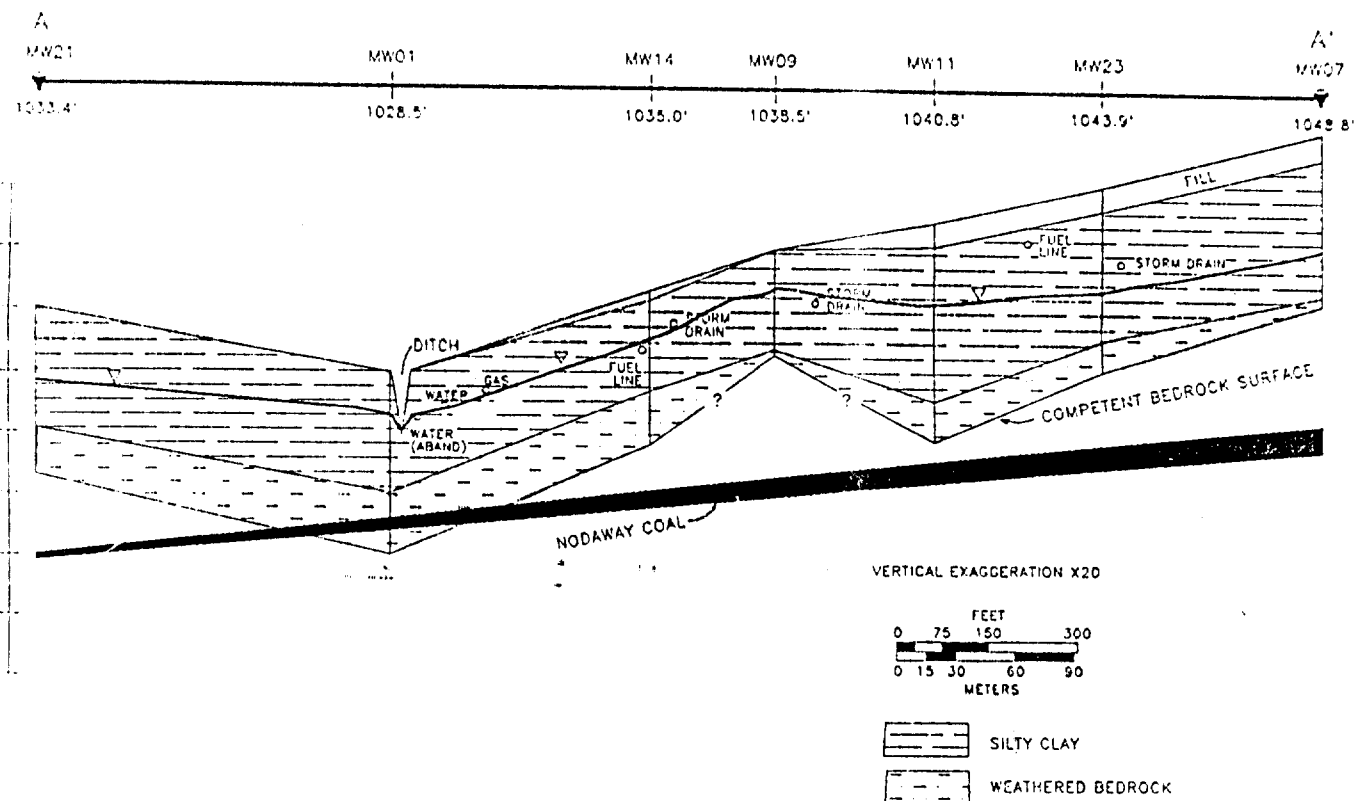 A
A'
MW21
MW01
MW14
MW09
MW11
MW23
MW07
1033.4'
1028.5'
1035.0'
1038.5'
1040.8'
1043.9'
1048.8'
FILL
FUEL
LINE
STORM DRAIN
STORM
DRAIN
STORM
DRAIN
DITCH
FUEL
LINE
GAS
WATER
WATER
(ABAND)
?
?
COMPETENT BEDROCK SURFACE
NODAWAY COAL
VERTICAL EXAGGERATION X20
FEET
0 75 150 300
0 15 30 60 90
METERS
SILTY CLAY
WEATHERED BEDROCK